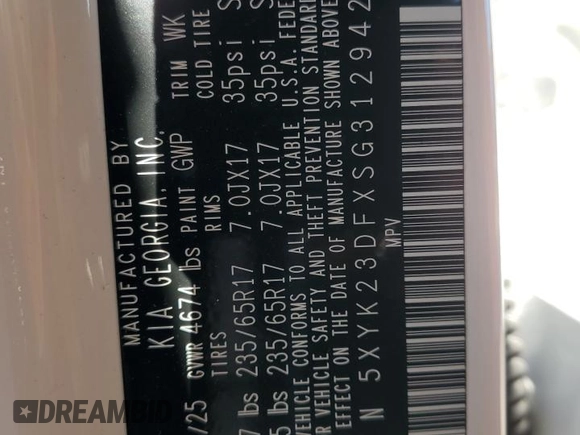 MANUFACTURED BY
KIA GEORGIA, INC.
/25 GVWR 4674 lbs PAINT GWP TRIM WK
TIRES RIMS COLD TIRE
lbs 235/65R17 7.0JX17 35psi S
lbs 235/65R17 7.0JX17 35psi S
VEHICLE CONFORMS TO ALL APPLICABLE U.S.A. FEDE
R VEHICLE SAFETY AND THEFT PREVENTION STANDARD
EFFECT ON THE DATE OF MANUFACTURE SHOWN ABOVE
N 5XYK23DFXSG312942
MPV
DREAMBID